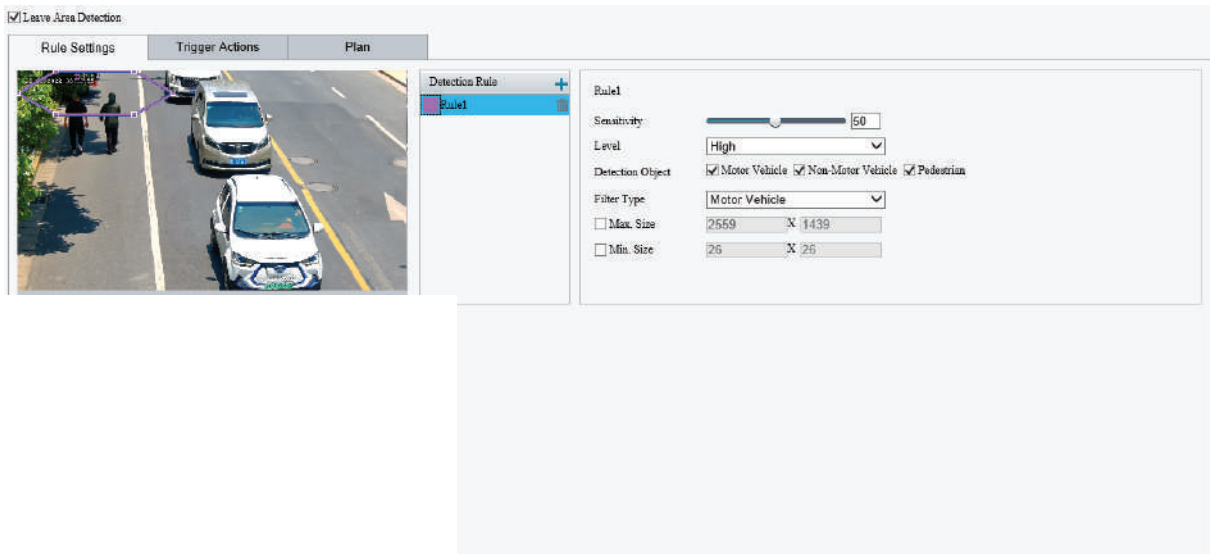 Leave Area Detection
Rule Settings
Trigger Actions
Plan
Detection Rule
Rule1
Rule1
Sensitivity
50
Level
High
Detection Object
Motor Vehicle Non-Motor Vehicle Pedestrian
Filter Type
Motor Vehicle
Max. Size
2559 X 1439
Min. Size
26 X 26